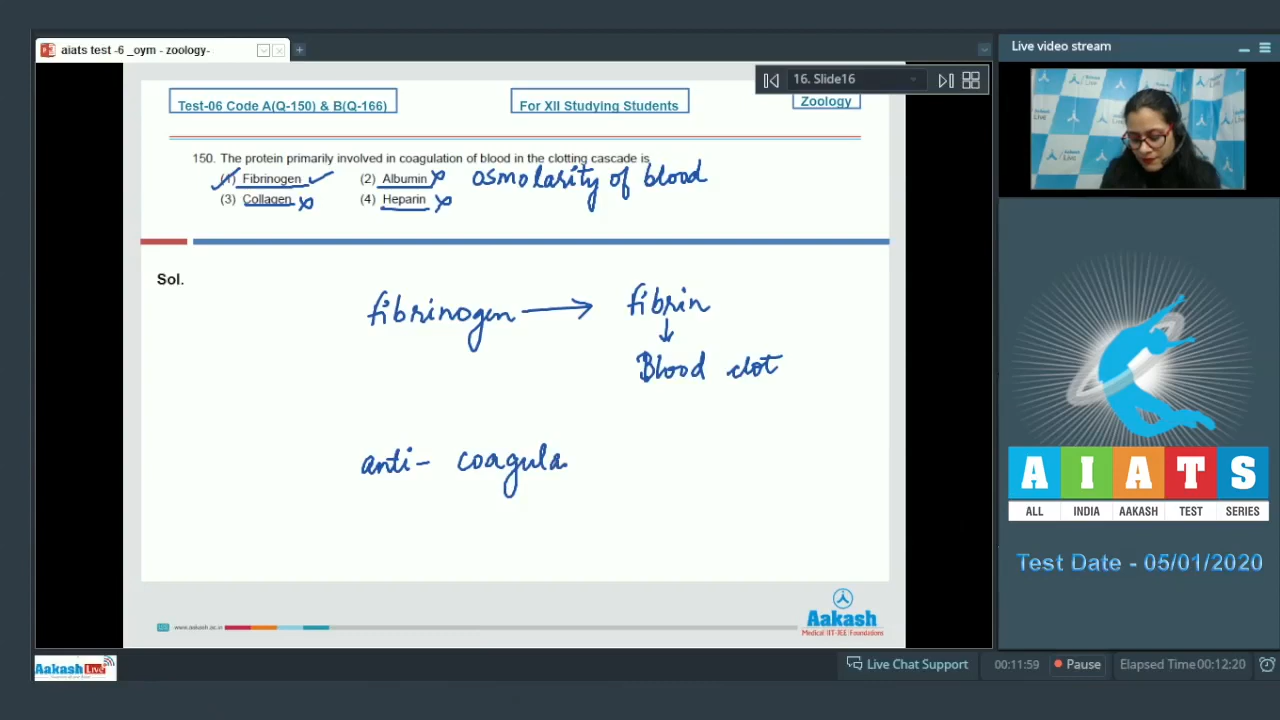 aiats test -6 _oym - zoology-
Live video stream
16. Slide16
Test-06 Code A(Q-150) & B(Q-166)
For XII Studying Students
Zoology
150. The protein primarily involved in coagulation of blood in the clotting cascade is
(1) Fibrinogen (2) Albumin osmolarity of blood
(3) Collagen (4) Heparin
Sol.
fibrinogen → fibrin
↓
Blood clot
anti- coagula
A I A T S
ALL INDIA AAKASH TEST SERIES
Test Date - 05/01/2020
www.aakash.ac.in
Aakash
Medical IIT-JEE Foundations
Aakash Live
Live Chat Support
00:11:59
Pause
Elapsed Time 00:12:20